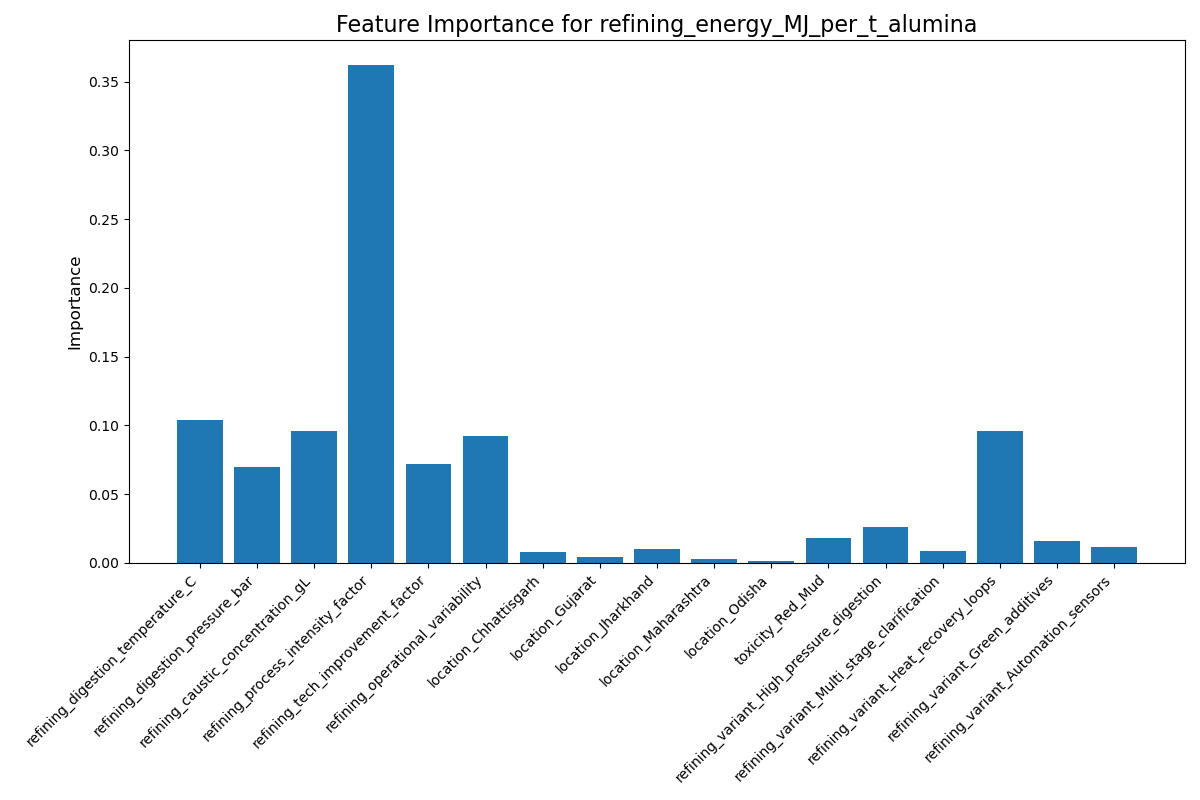 Feature Importance for refining_energy_MJ_per_t_alumina
Importance
0.35
0.30
0.25
0.20
0.15
0.10
0.05
0.00
refining_digestion_temperature_C
refining_digestion_pressure_bar
refining_caustic_concentration_gL
refining_process_intensity_factor
refining_tech_improvement_factor
refining_operational_variability
location_Chhattisgarh
location_Gujarat
location_Jharkhand
location_Maharashtra
location_Odisha
toxicity_Red_Mud
refining_variant_High_pressure_digestion
refining_variant_Multi_stage_clarification
refining_variant_Heat_recovery_loops
refining_variant_Green_additives
refining_variant_Automation_sensors